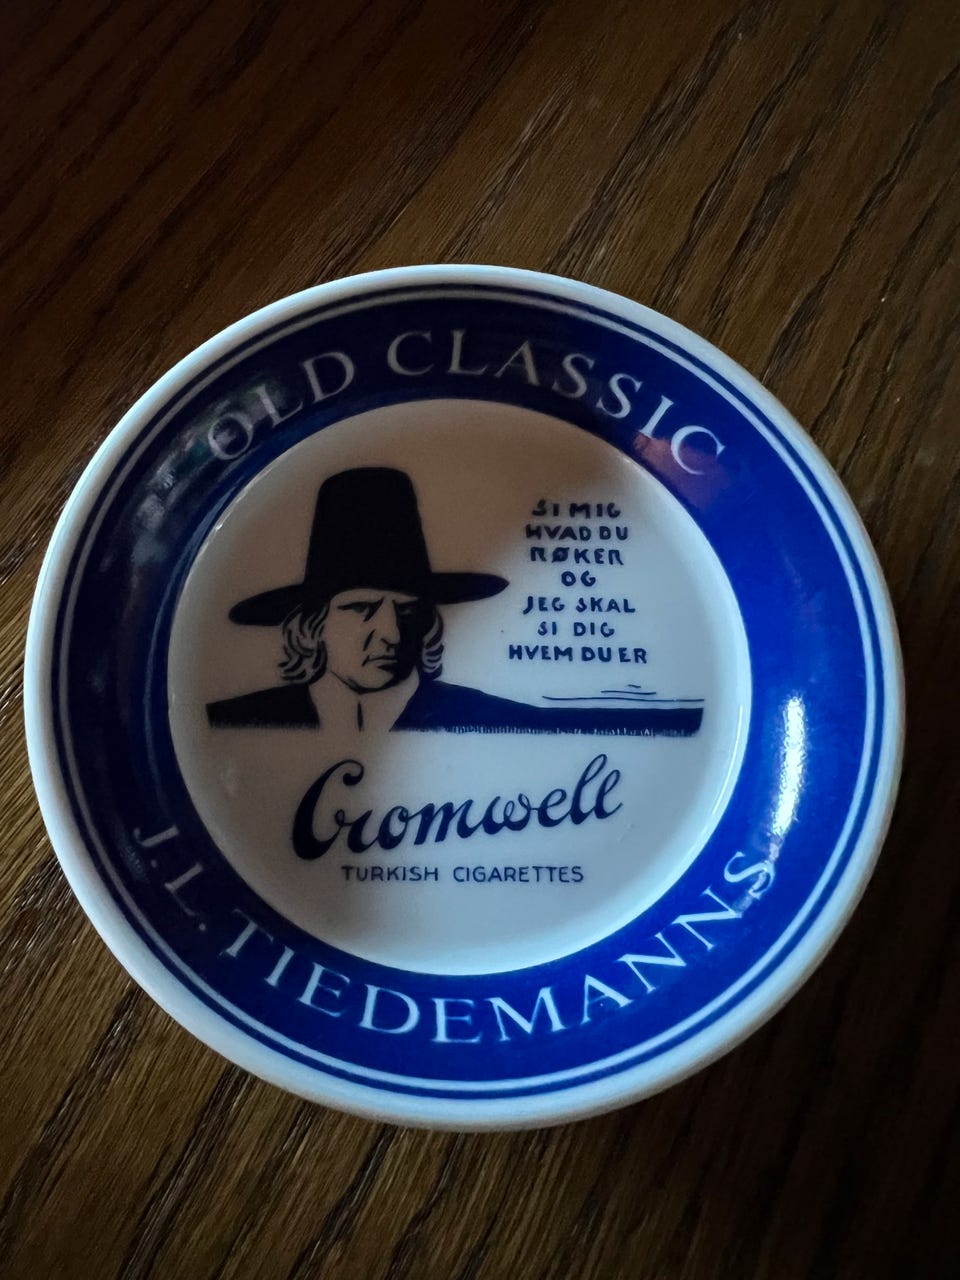 OLD CLASSIC
SI MIG
HVAD DU
RØKER
OG
JEG SKAL
SI DIG
HVEM DU ER
Cromwell
TURKISH CIGARETTES
J. L. TIEDEMANNS